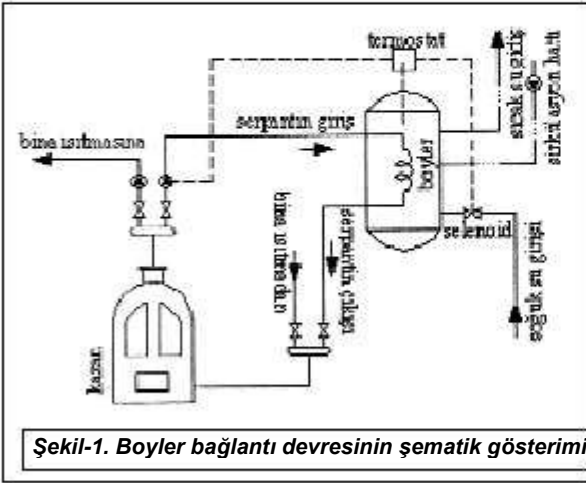 termostat
serpantin giriş
bina ısıtmasına
boyler
sıcak su girişi
sirkülasyon hattı
selenoid
bina ısıtmadan
serpantin çıkışı
soğuk su girişi
kazan
Şekil-1. Boyler bağlantı devresinin şematik gösterimi